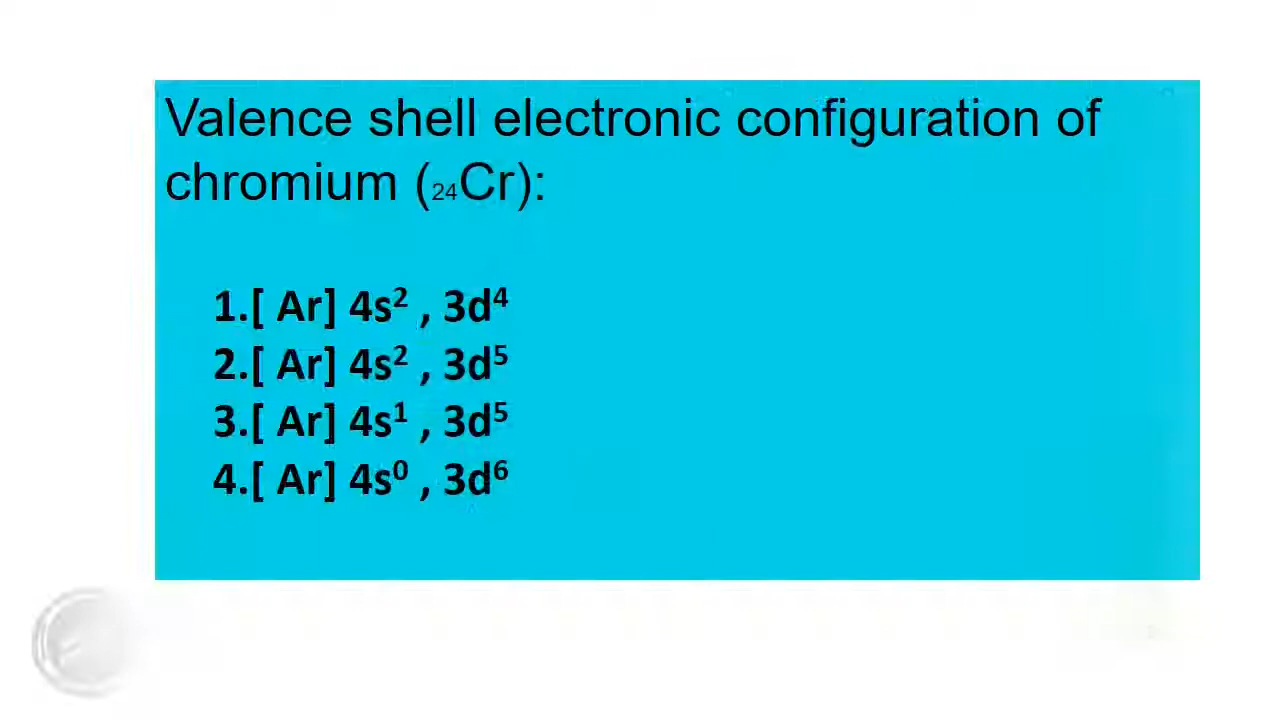 Valence shell electronic configuration of
chromium (₂₄Cr):
1.[ Ar] 4s² , 3d⁴
2.[ Ar] 4s² , 3d⁵
3.[ Ar] 4s¹ , 3d⁵
4.[ Ar] 4s⁰ , 3d⁶